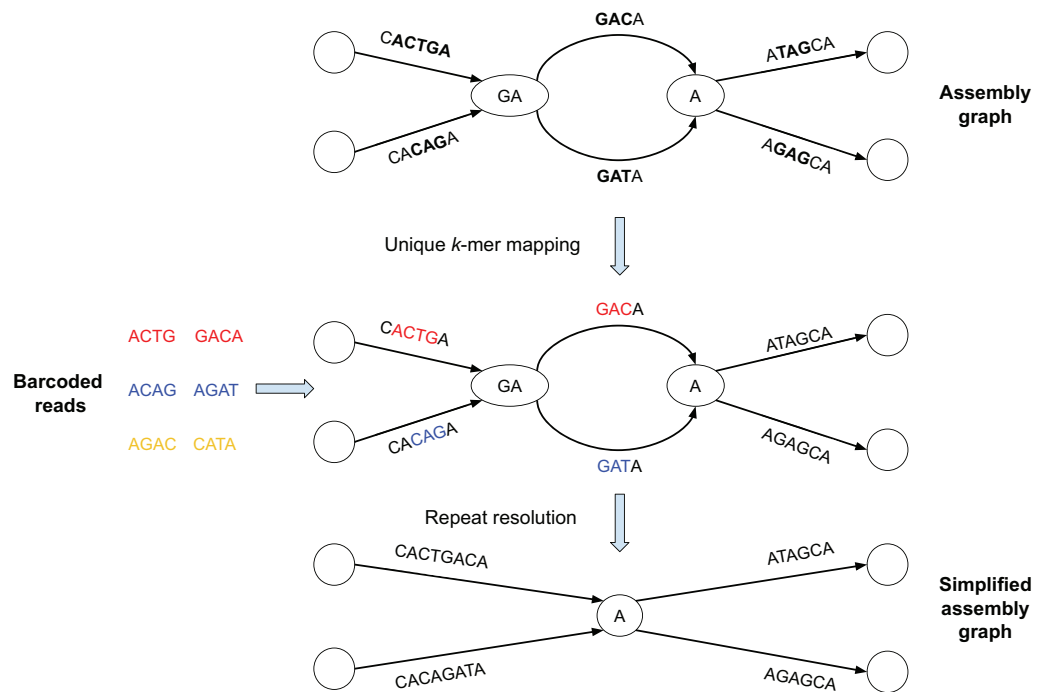 GACA
CACTGA
ATAGCA
GA
A
Assembly
graph
CACAGA
AGAGCA
GATA
Unique k-mer mapping
GACA
ACTG GACA
CACTGA
ATAGCA
Barcoded
reads
ACAG AGAT
GA
A
AGAC CATA
CACAGA
AGAGCA
GATA
Repeat resolution
CACTGACA
ATAGCA
A
Simplified
assembly
graph
CACAGATA
AGAGCA